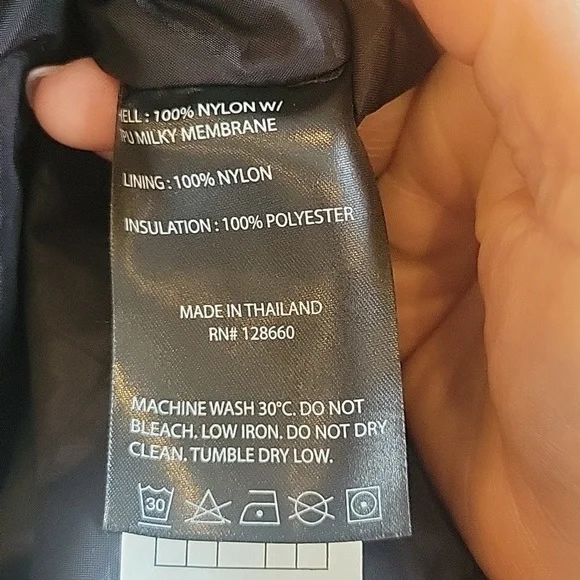 HELL : 100% NYLON W/
TPU MILKY MEMBRANE
LINING : 100% NYLON
INSULATION : 100% POLYESTER
MADE IN THAILAND
RN# 128660
MACHINE WASH 30°C. DO NOT
BLEACH. LOW IRON. DO NOT DRY
CLEAN. TUMBLE DRY LOW.
30